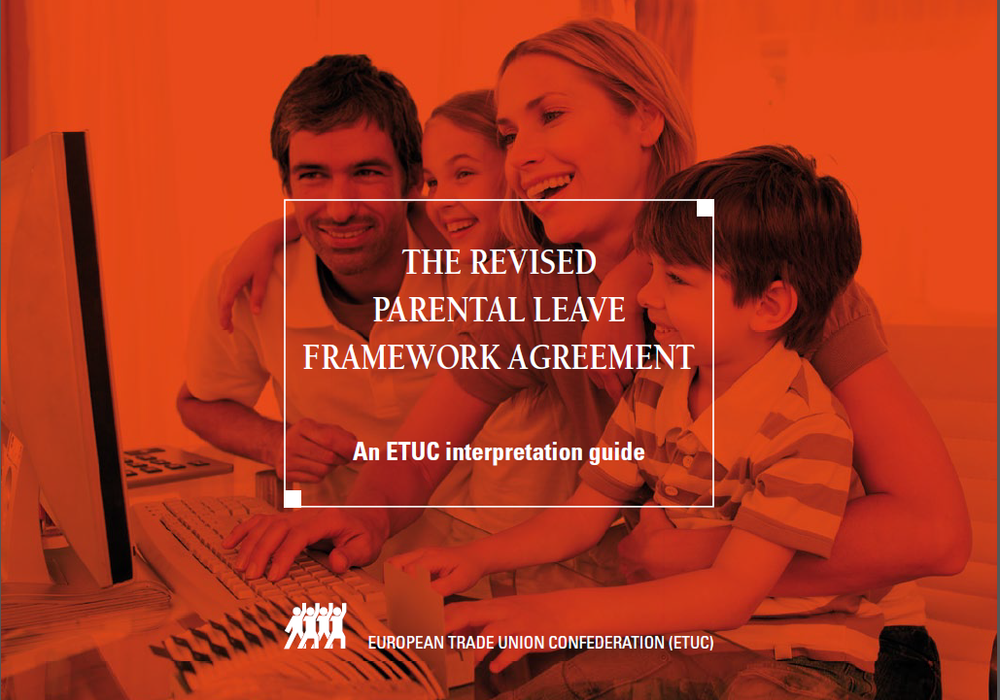 THE REVISED
PARENTAL LEAVE
FRAMEWORK AGREEMENT
An ETUC interpretation guide
EUROPEAN TRADE UNION CONFEDERATION (ETUC)